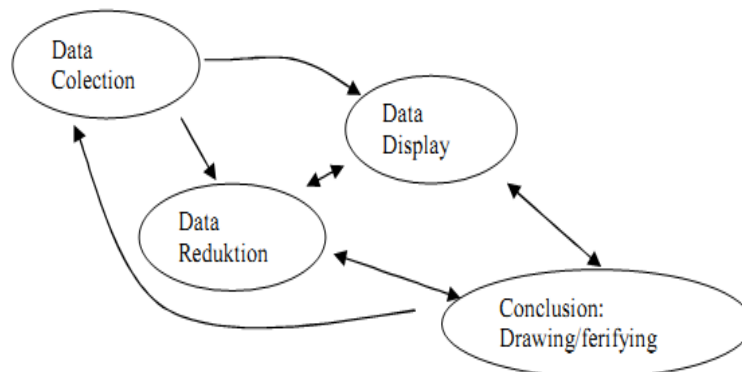 Data
Colection
Data
Display
Data
Reduktion
Conclusion:
Drawing/ferifying